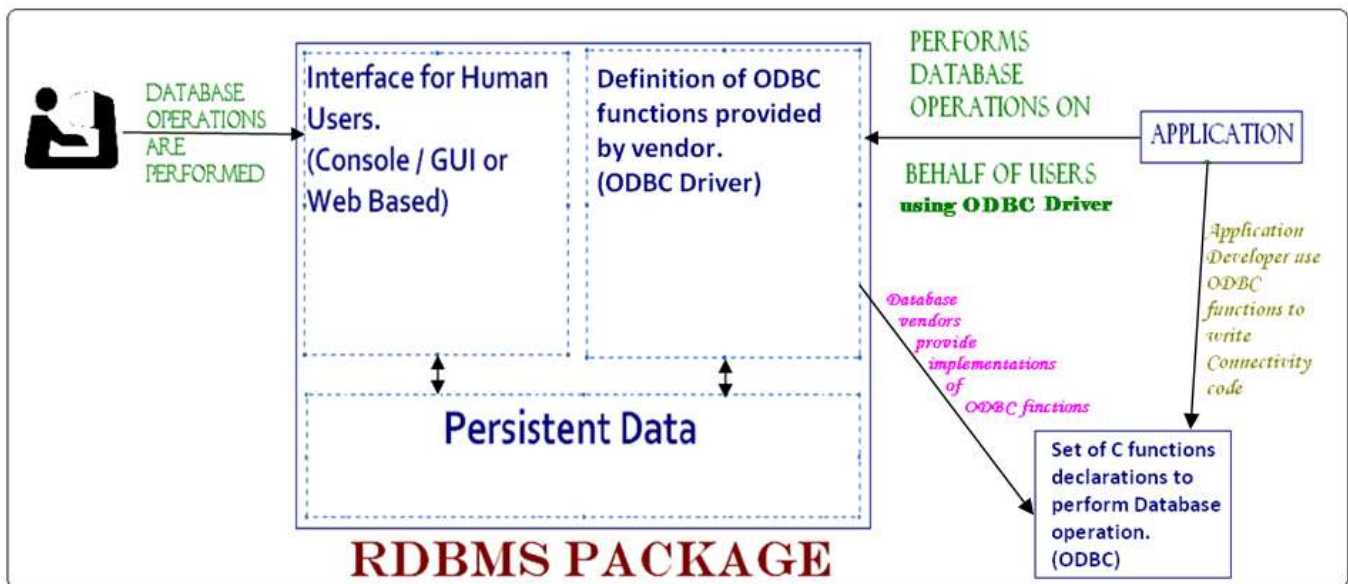 DATABASE
OPERATIONS
ARE
PERFORMED
Interface for Human
Users.
(Console / GUI or
Web Based)
Definition of ODBC
functions provided
by vendor.
(ODBC Driver)
PERFORMS
DATABASE
OPERATIONS ON
BEHALF OF USERS
using ODBC Driver
APPLICATION
Application
Developer use
ODBC
functions to
write
Connectivity
code
Database
vendors
provide
implementations
of
ODBC finctions
Persistent Data
Set of C functions
declarations to
perform Database
operation.
(ODBC)
RDBMS PACKAGE